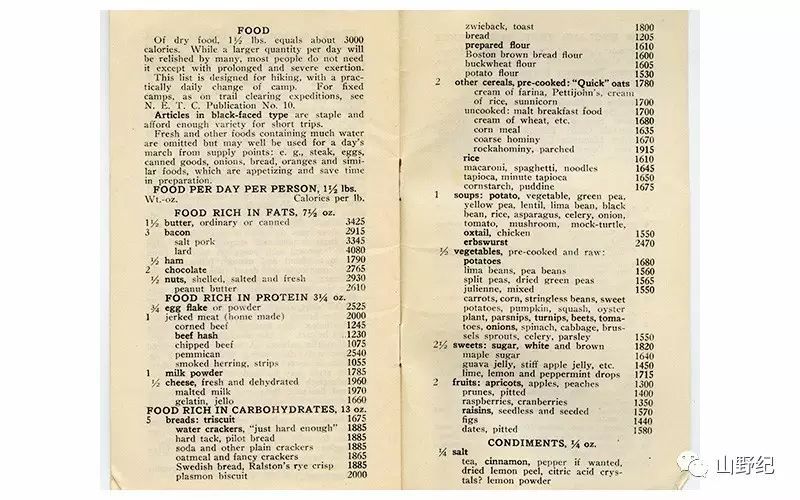 FOOD
Of dry food, 1½ lbs. equals about 3000
calories. While a larger quantity per day will
be relished by many, most people do not need
it except with prolonged and severe exertion.
This list is designed for hiking, with a prac-
tically daily change of camp. For fixed
camps, as on trail clearing expeditions, see
N. E. T. C. Publication No. 10.
Articles in black-faced type are staple and
afford enough variety for short trips.
Fresh and other foods containing much water
are omitted but may well be used for a day's
march from supply points: e. g., steak, eggs,
canned goods, onions, bread, oranges and simi-
lar foods, which are appetizing and save time
in preparation.
FOOD PER DAY PER PERSON, 1½ lbs.
Wt.-oz. Calories per lb.
FOOD RICH IN FATS, 7½ oz.
1½ butter, ordinary or canned 3425
3 bacon 2915
salt pork 3345
lard 4080
½ ham 1790
2 chocolate 2765
½ nuts, shelled, salted and fresh 2930
peanut butter 2610
FOOD RICH IN PROTEIN 3¼ oz.
¾ egg flake or powder 2525
1 jerked meat (home made) 2000
corned beef 1245
beef hash 1230
chipped beef 1075
pemmican 2540
smoked herring, strips 1055
1 milk powder 1785
½ cheese, fresh and dehydrated 1960
malted milk 1970
gelatin, jello 1660
FOOD RICH IN CARBOHYDRATES, 13 oz.
5 breads: triscuit 1675
water crackers, "just hard enough" 1885
hard tack, pilot bread 1885
soda and other plain crackers 1885
oatmeal and fancy crackers 1865
Swedish bread, Ralston's rye crisp 1885
plasmon biscuit 2000
zwieback, toast 1800
bread 1205
prepared flour 1610
Boston brown bread flour 1600
buckwheat flour 1605
potato flour 1530
2 other cereals, pre-cooked: "Quick" oats 1780
cream of farina, Pettijohn's, cream
of rice, sunnicorn 1700
uncooked: malt breakfast food 1700
cream of wheat, etc. 1680
corn meal 1635
coarse hominy 1670
rockahominy, parched 1915
rice 1610
macaroni, spaghetti, noodles 1645
tapioca, minute tapioca 1650
cornstarch, puddine 1675
1 soups: potato, vegetable, green pea,
yellow pea, lentil, lima bean, black
bean, rice, asparagus, celery, onion,
tomato, mushroom, mock-turtle,
oxtail, chicken 1550
erbswurst 2470
½ vegetables, pre-cooked and raw:
potatoes 1680
lima beans, pea beans 1560
split peas, dried green peas 1565
julienne, mixed 1550
carrots, corn, stringless beans, sweet
potatoes, pumpkin, squash, oyster
plant, parsnips, turnips, beets, toma-
toes, onions, spinach, cabbage, brus-
sels sprouts, celery, parsley 1550
2½ sweets: sugar, white and brown 1820
maple sugar 1640
guava jelly, stiff apple jelly, etc. 1450
lime, lemon and peppermint drops 1715
2 fruits: apricots, apples, peaches 1300
prunes, pitted 1400
raspberries, cranberries 1350
raisins, seedless and seeded 1570
figs 1440
dates, pitted 1580
CONDIMENTS, ¼ oz.
¼ salt
tea, cinnamon, pepper if wanted,
dried lemon peel, citric acid crys-
tals? lemon powder
山野纪